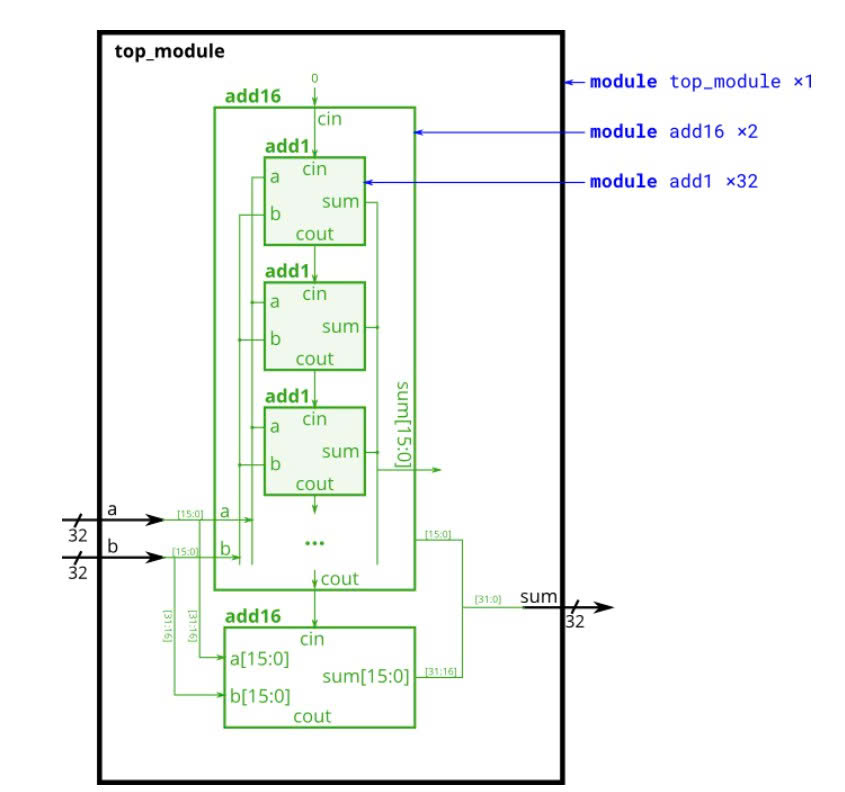 top_module
0
module top_module ×1
add16
cin
module add16 ×2
add1
cin
a
module add1 ×32
sum
b
cout
add1
cin
a
sum
b
cout
add1
cin
a
sum
b
cout
sum[15:0]
a
[15:0]
a
32
b
[15:0]
b
32
...
[15:0]
cout
[31:16]
[31:16]
[31:0]
sum
32
add16
cin
a[15:0]
sum[15:0]
[31:16]
b[15:0]
cout